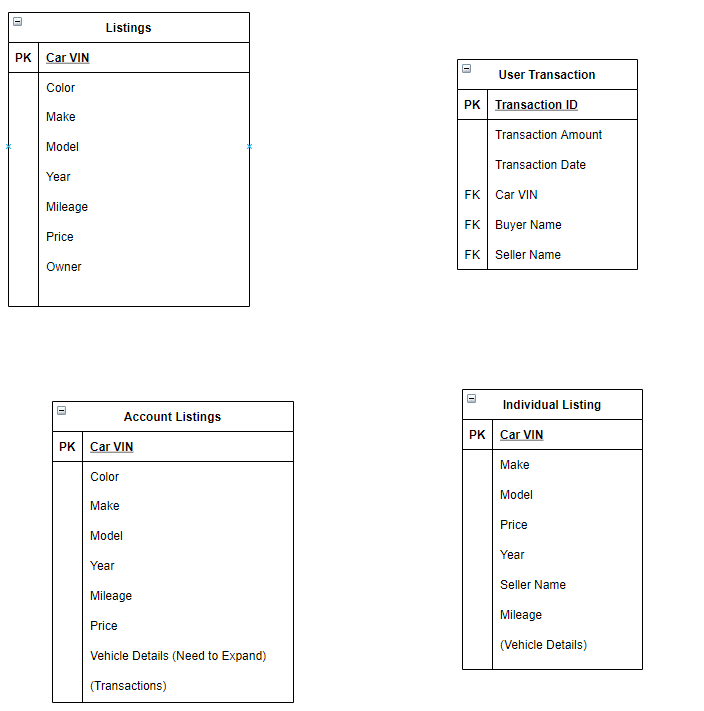 Listings
PK Car VIN
Color
Make
Model
Year
Mileage
Price
Owner
User Transaction
PK Transaction ID
Transaction Amount
Transaction Date
FK Car VIN
FK Buyer Name
FK Seller Name
Account Listings
PK Car VIN
Color
Make
Model
Year
Mileage
Price
Vehicle Details (Need to Expand)
(Transactions)
Individual Listing
PK Car VIN
Make
Model
Price
Year
Seller Name
Mileage
(Vehicle Details)